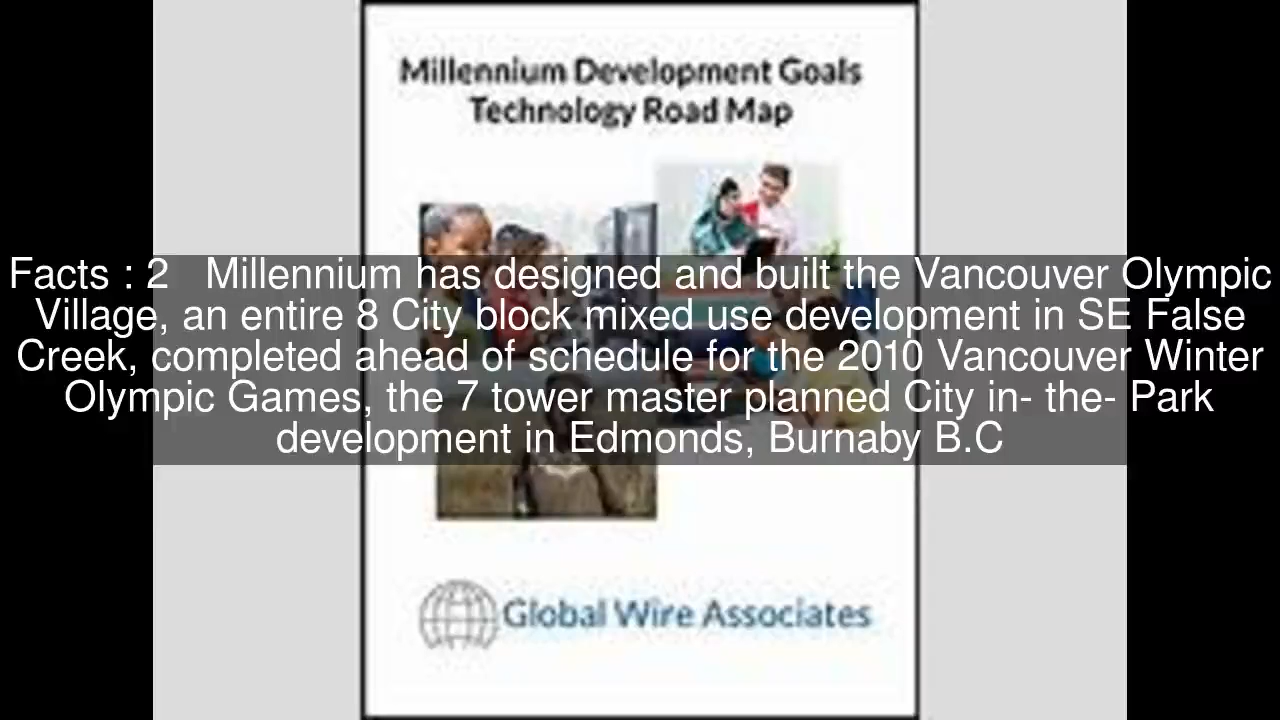 Millennium Development Goals
Technology Road Map
Facts : 2 Millennium has designed and built the Vancouver Olympic
Village, an entire 8 City block mixed use development in SE False
Creek, completed ahead of schedule for the 2010 Vancouver Winter
Olympic Games, the 7 tower master planned City in- the- Park
development in Edmonds, Burnaby B.C
Global Wire Associates